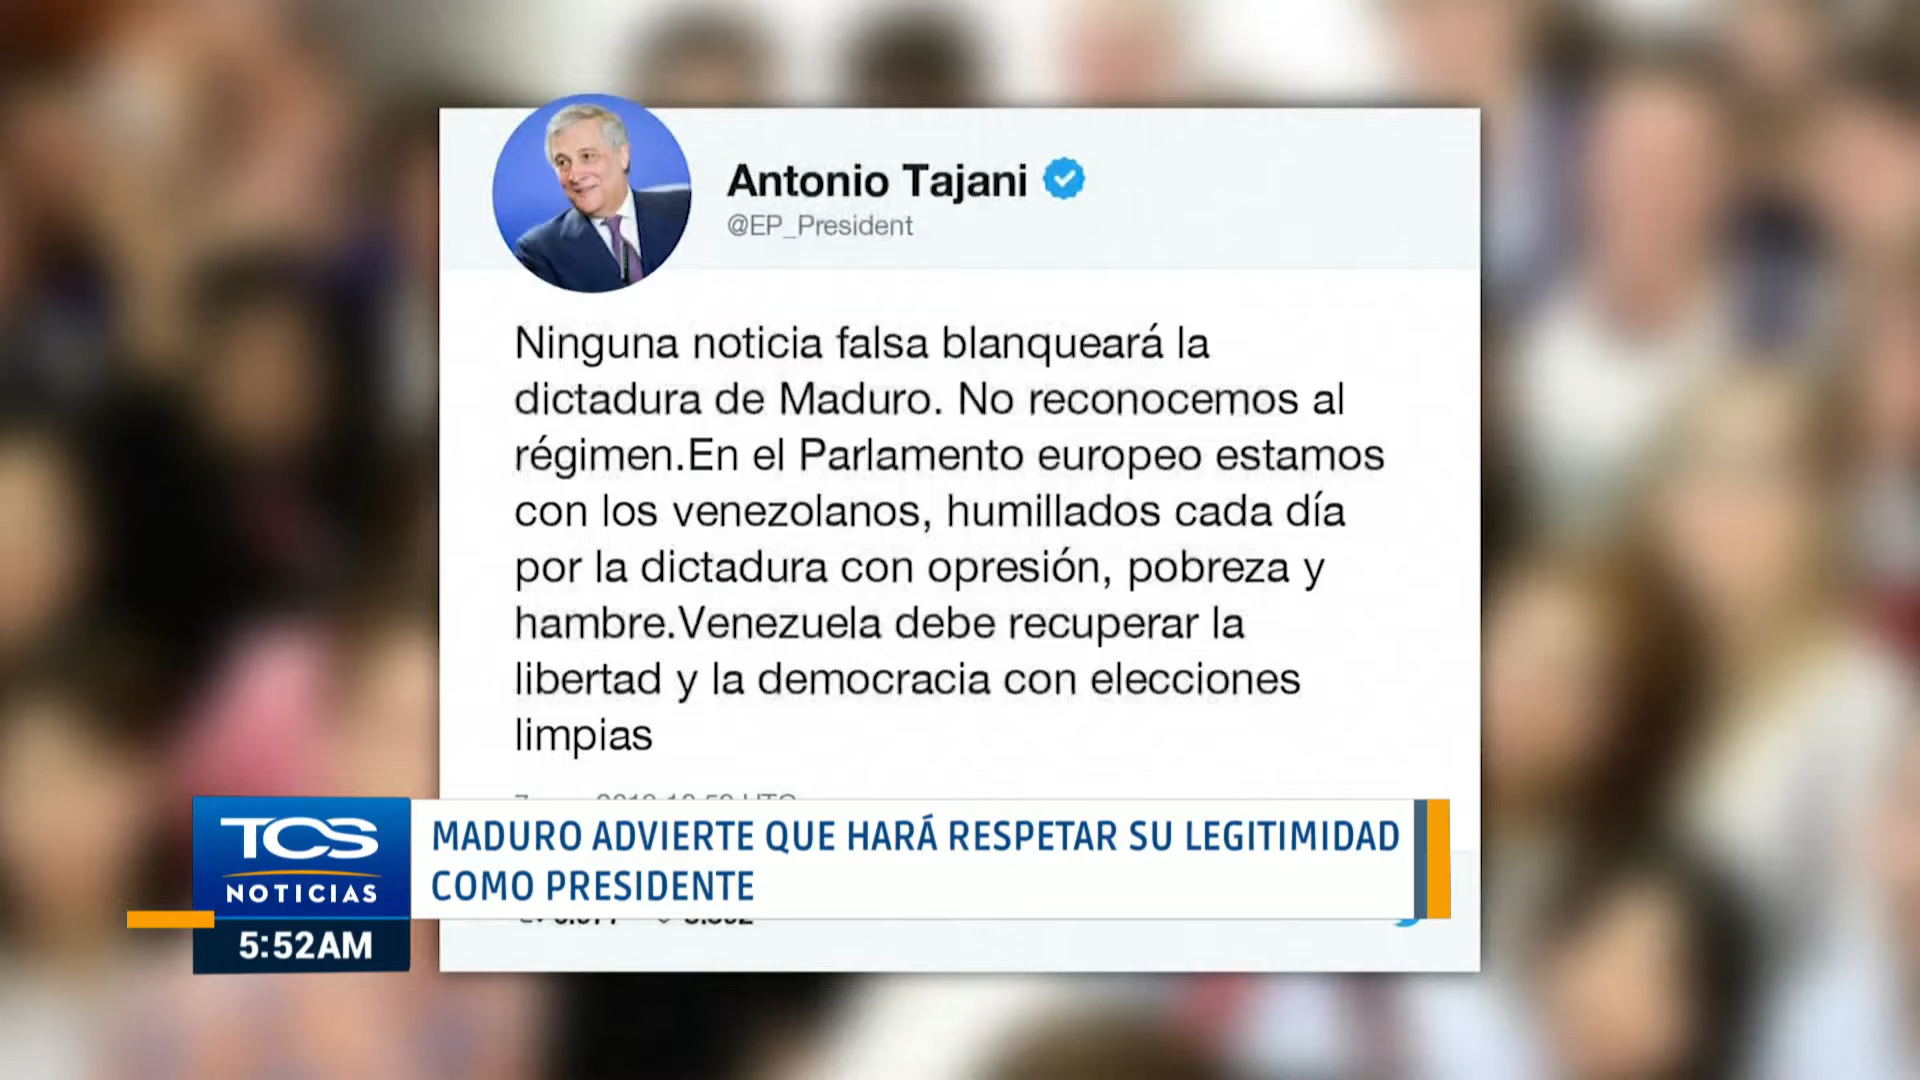 Antonio Tajani
@EP_President
Ninguna noticia falsa blanqueará la
dictadura de Maduro. No reconocemos al
régimen.En el Parlamento europeo estamos
con los venezolanos, humillados cada día
por la dictadura con opresión, pobreza y
hambre.Venezuela debe recuperar la
libertad y la democracia con elecciones
limpias
TCS
NOTICIAS
5:52AM
MADURO ADVIERTE QUE HARÁ RESPETAR SU LEGITIMIDAD
COMO PRESIDENTE